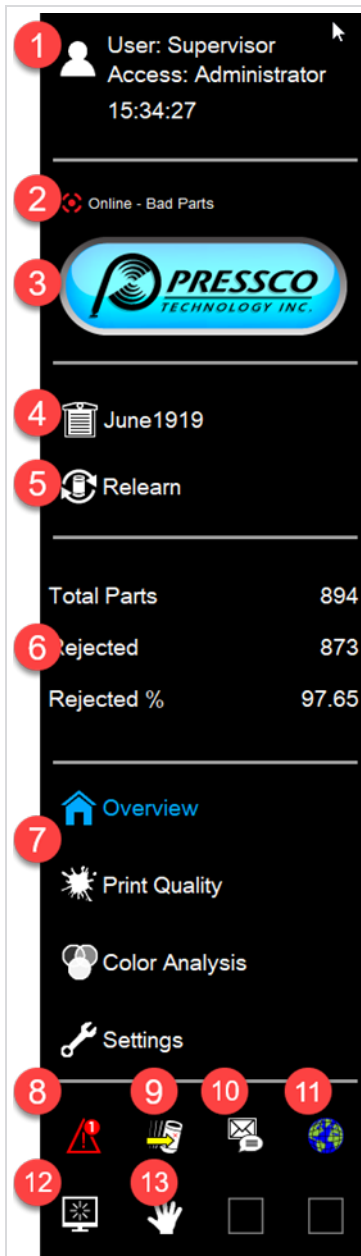 1
User: Supervisor
Access: Administrator
15:34:27
2
Online - Bad Parts
3
PRESSCO
TECHNOLOGY INC.
4
June1919
5
Relearn
Total Parts 894
6
Rejected 873
Rejected % 97.65
Overview
7
Print Quality
Color Analysis
Settings
8 9 10 11
1
12 13